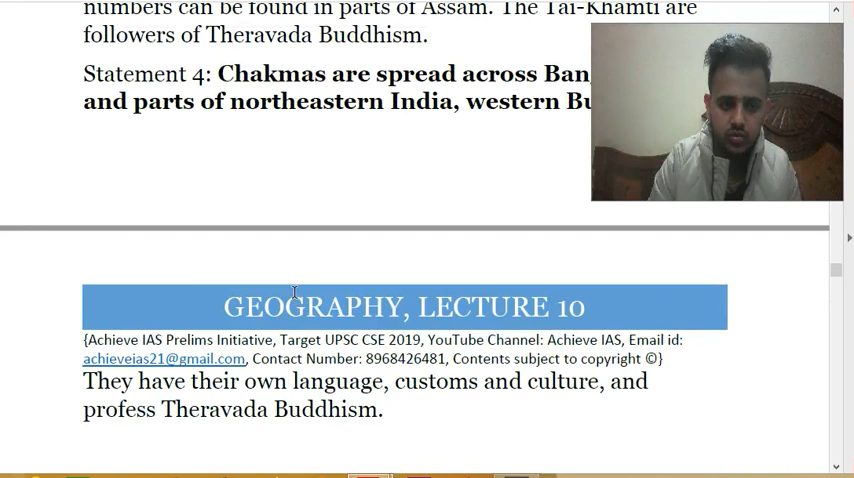 numbers can be found in parts of Assam. The Tai-Khamti are
followers of Theravada Buddhism.
Statement 4: Chakmas are spread across Ban
and parts of northeastern India, western Bu
GEOGRAPHY, LECTURE 10
{Achieve IAS Prelims Initiative, Target UPSC CSE 2019, YouTube Channel: Achieve IAS, Email id:
achieveias21@gmail.com, Contact Number: 8968426481, Contents subject to copyright ©}
They have their own language, customs and culture, and
profess Theravada Buddhism.